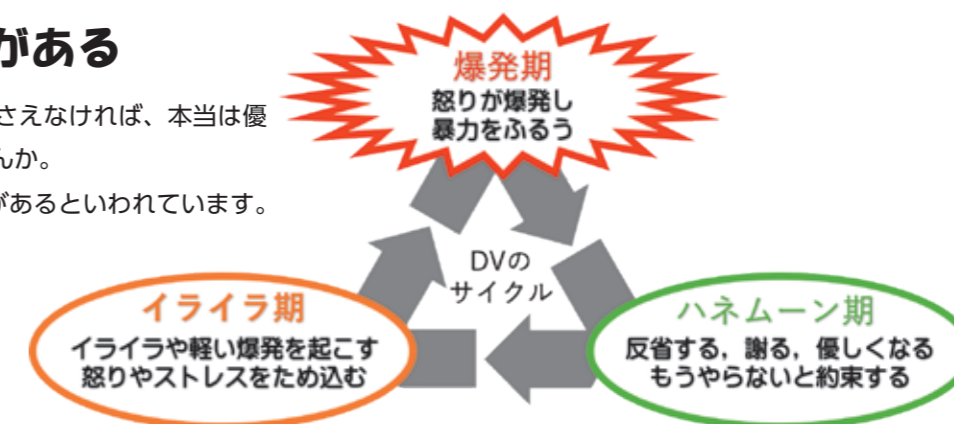 がある
さえなければ、本当は優
んか。
があるといわれています。
爆発期
怒りが爆発し
暴力をふるう
DVの
サイクル
イライラ期
イライラや軽い爆発を起こす
怒りやストレスをため込む
ハネムーン期
反省する，謝る，優しくなる
もうやらないと約束する